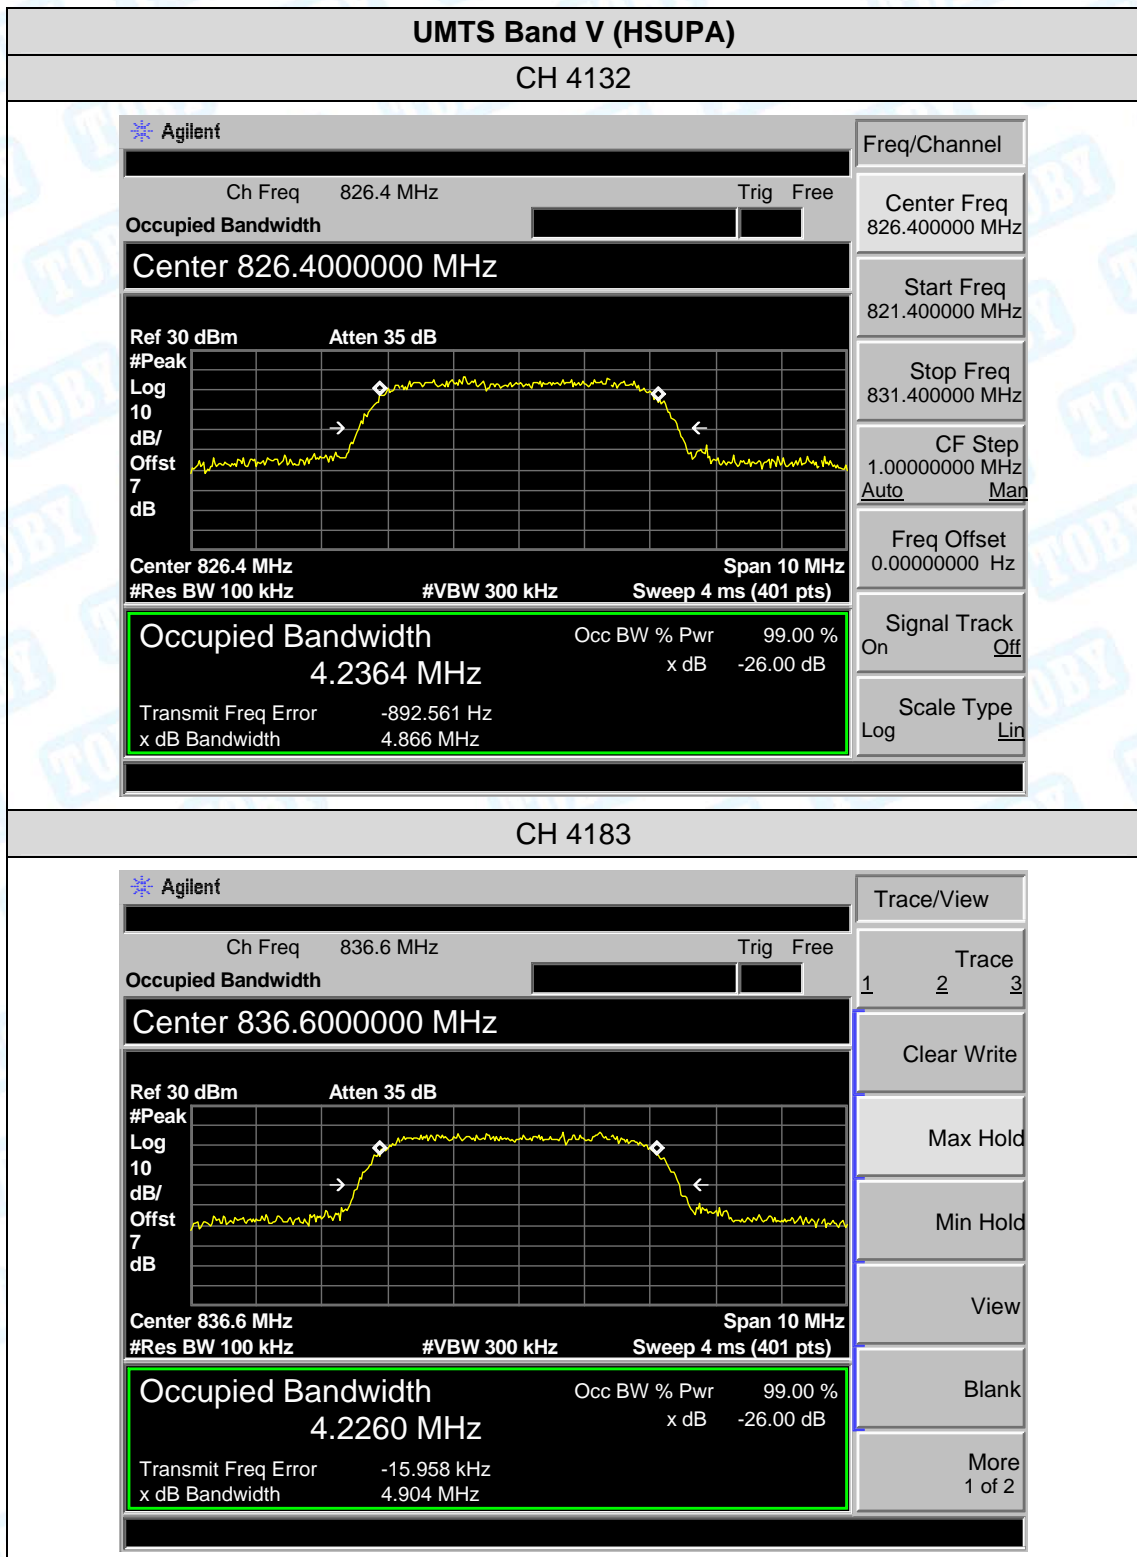 UMTS Band V (HSUPA)
CH 4132
Agilent
Freq/Channel
Ch Freq 826.4 MHz Trig Free
Occupied Bandwidth
Center 826.4000000 MHz
Ref 30 dBm Atten 35 dB
#Peak
Log
10
dB/
Offst
7
dB
Center 826.4 MHz Span 10 MHz
#Res BW 100 kHz #VBW 300 kHz Sweep 4 ms (401 pts)
Occupied Bandwidth Occ BW % Pwr 99.00 %
4.2364 MHz x dB -26.00 dB
Transmit Freq Error -892.561 Hz
x dB Bandwidth 4.866 MHz
Center Freq
826.400000 MHz
Start Freq
821.400000 MHz
Stop Freq
831.400000 MHz
CF Step
1.00000000 MHz
Auto Man
Freq Offset
0.00000000 Hz
Signal Track
On Off
Scale Type
Log Lin
CH 4183
Agilent
Trace/View
Ch Freq 836.6 MHz Trig Free
Occupied Bandwidth
Center 836.6000000 MHz
Ref 30 dBm Atten 35 dB
#Peak
Log
10
dB/
Offst
7
dB
Center 836.6 MHz Span 10 MHz
#Res BW 100 kHz #VBW 300 kHz Sweep 4 ms (401 pts)
Occupied Bandwidth Occ BW % Pwr 99.00 %
4.2260 MHz x dB -26.00 dB
Transmit Freq Error -15.958 kHz
x dB Bandwidth 4.904 MHz
Trace
1 2 3
Clear Write
Max Hold
Min Hold
View
Blank
More
1 of 2
TOBY